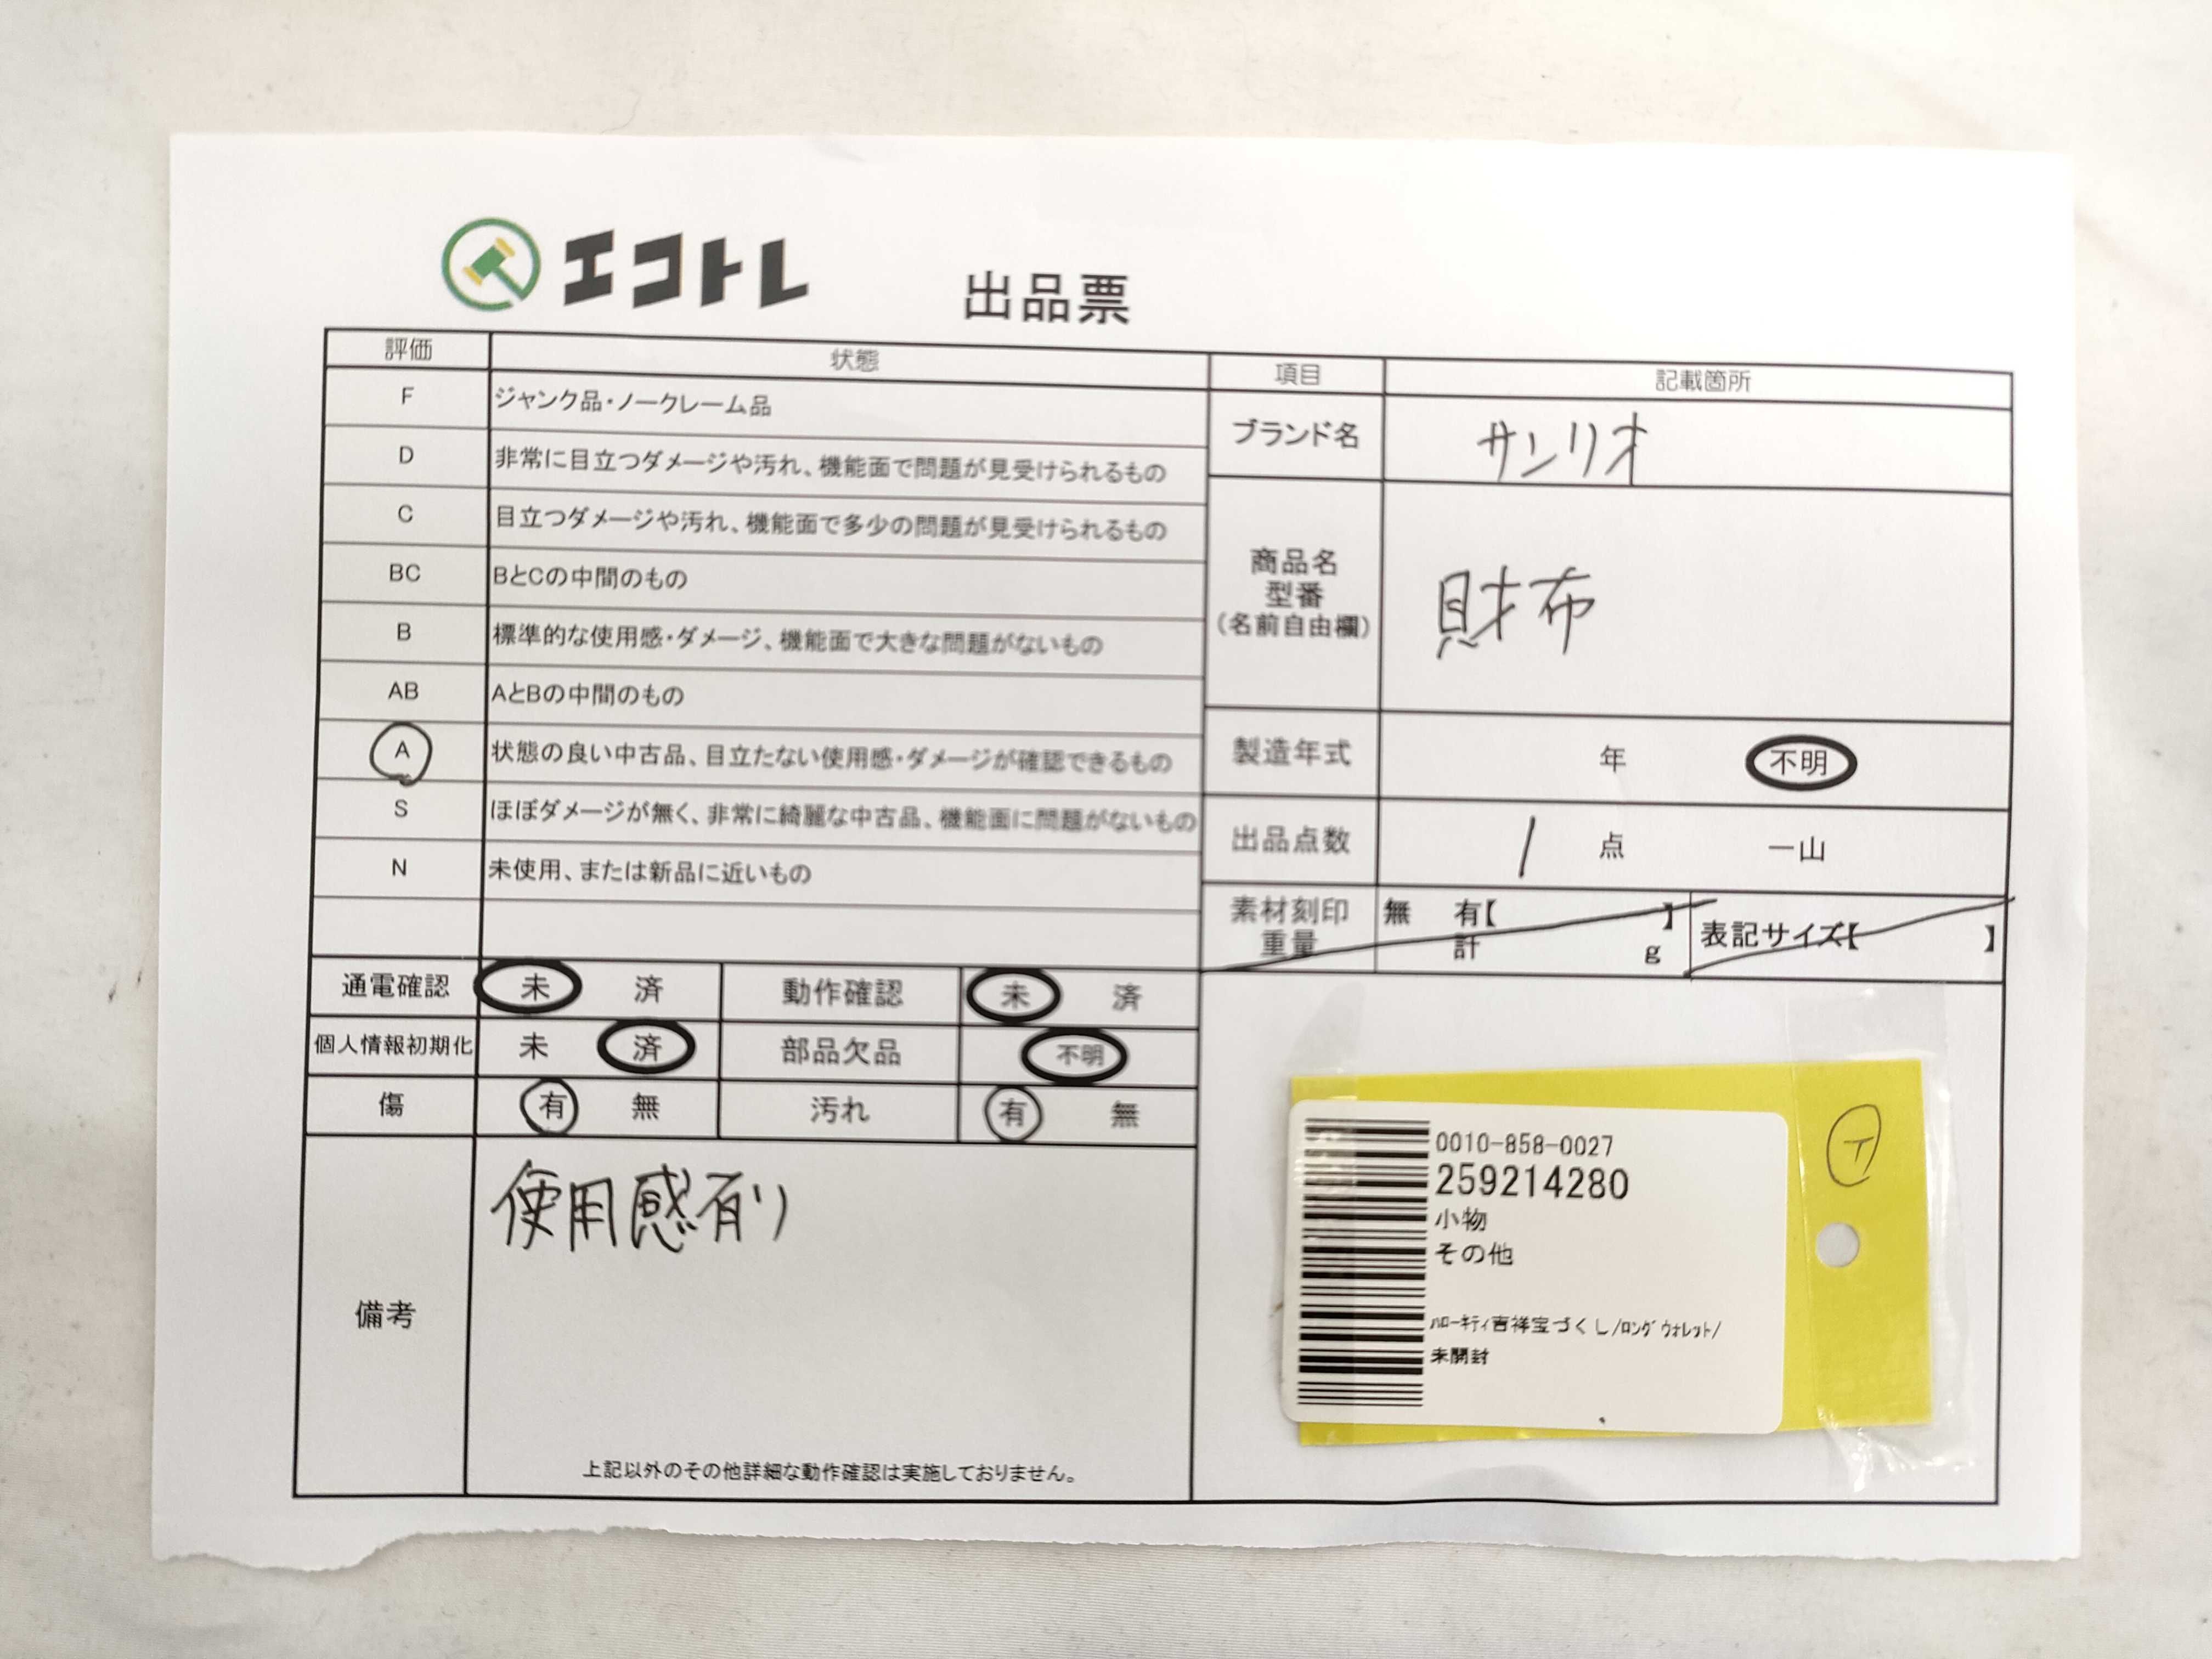 エコトレ
出品票
評価 状態
F ジャンク品・ノークレーム品
D 非常に目立つダメージや汚れ、機能面で問題が見受けられるもの
C 目立つダメージや汚れ、機能面で多少の問題が見受けられるもの
BC BとCの中間のもの
B 標準的な使用感・ダメージ、機能面で大きな問題がないもの
AB AとBの中間のもの
A 状態の良い中古品、目立たない使用感・ダメージが確認できるもの
S ほぼダメージが無く、非常に綺麗な中古品、機能面に問題がないもの
N 未使用、または新品に近いもの
通電確認 未 済 動作確認 未 済
個人情報初期化 未 済 部品欠品 不明
傷 有 無 汚れ 有 無
備考
使用感有り
上記以外のその他詳細な動作確認は実施しておりません。
項目 記載箇所
ブランド名 サンリオ
商品名
型番
(名前自由欄)
財布
製造年式 年 不明
出品点数 1 点 一山
素材刻印 無 有【 】
重量 計 g
表記サイズ【 】
0010-858-0027
259214280
小物
その他
ﾊﾛｰｷﾃｨ吉祥宝づくし/ﾛﾝｸﾞｳｫﾚｯﾄ/
未開封